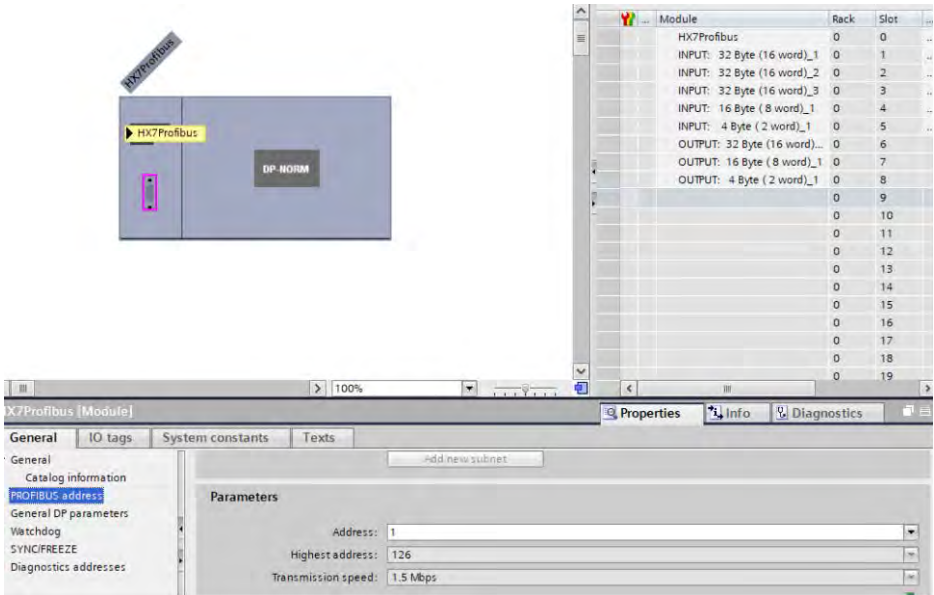 HX7Profibus
HX7Profibus
DP-NORM
100%
... Module Rack Slot ...
HX7Profibus 0 0
INPUT: 32 Byte (16 word)_1 0 1 ...
INPUT: 32 Byte (16 word)_2 0 2 ...
INPUT: 32 Byte (16 word)_3 0 3 ...
INPUT: 16 Byte ( 8 word)_1 0 4 ...
INPUT: 4 Byte ( 2 word)_1 0 5 ...
OUTPUT: 32 Byte (16 word)... 0 6
OUTPUT: 16 Byte ( 8 word)_1 0 7
OUTPUT: 4 Byte ( 2 word)_1 0 8
0 9
0 10
0 11
0 12
0 13
0 14
0 15
0 16
0 17
0 18
0 19
HX7Profibus [Module]
Properties Info Diagnostics
General IO tags System constants Texts
General
Catalog information
PROFIBUS address
General DP parameters
Watchdog
SYNC/FREEZE
Diagnostics addresses
Add new subnet
Parameters
Address: 1
Highest address: 126
Transmission speed: 1.5 Mbps